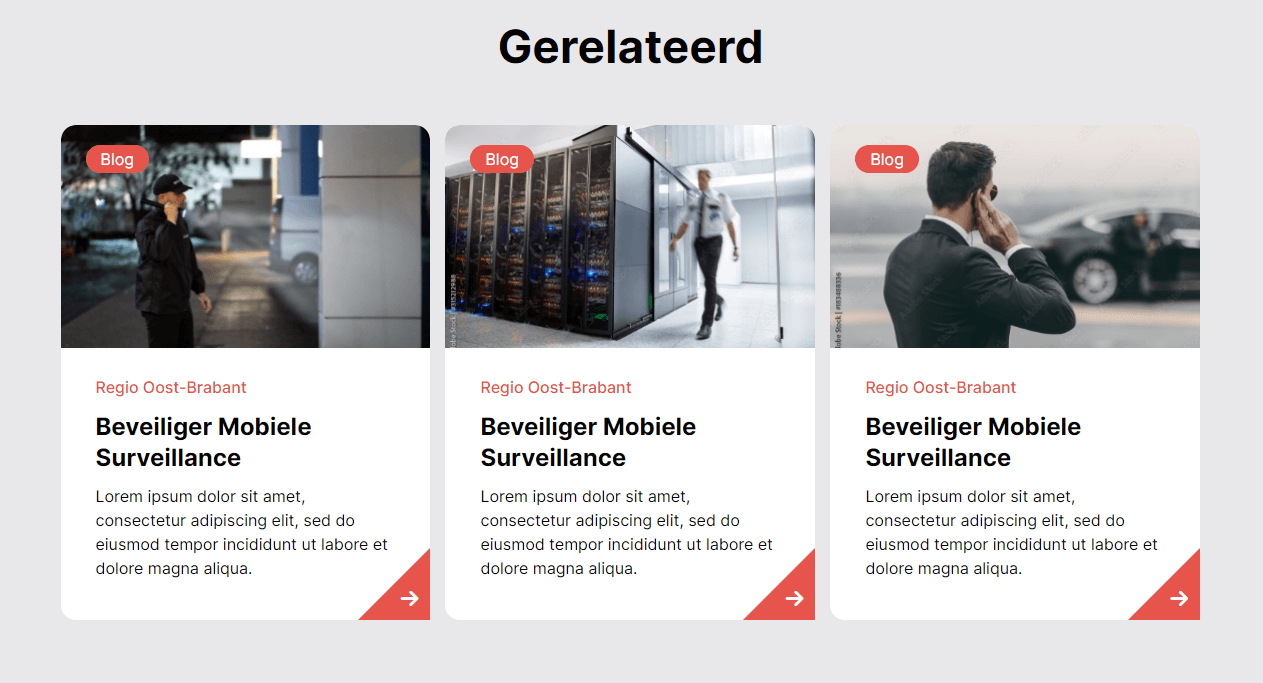 Gerelateerd
Blog
Blog
Blog
Regio Oost-Brabant
Beveiliger Mobiele
Surveillance
Lorem ipsum dolor sit amet,
consectetur adipiscing elit, sed do
eiusmod tempor incididunt ut labore et
dolore magna aliqua.
Regio Oost-Brabant
Beveiliger Mobiele
Surveillance
Lorem ipsum dolor sit amet,
consectetur adipiscing elit, sed do
eiusmod tempor incididunt ut labore et
dolore magna aliqua.
Regio Oost-Brabant
Beveiliger Mobiele
Surveillance
Lorem ipsum dolor sit amet,
consectetur adipiscing elit, sed do
eiusmod tempor incididunt ut labore et
dolore magna aliqua.